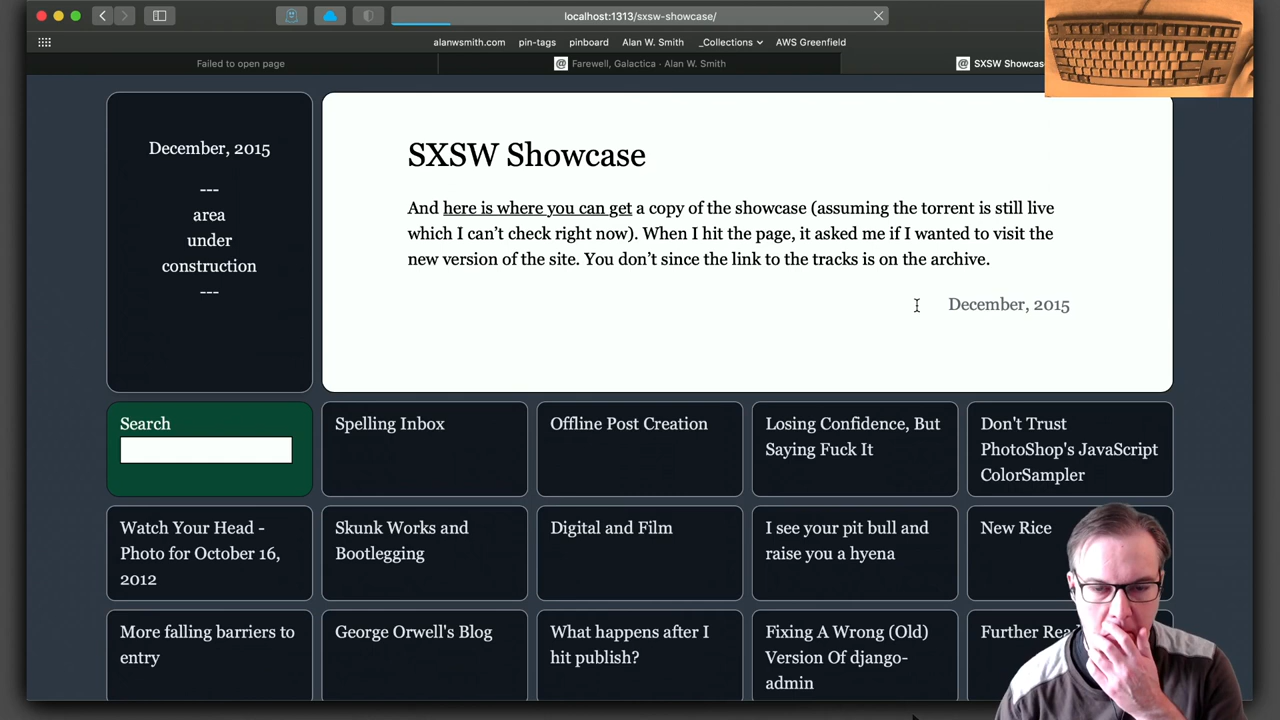 localhost:1313/sxsw-showcase/
alanwsmith.com pin-tags pinboard Alan W. Smith _Collections AWS Greenfield
Failed to open page
@ Farewell, Galactica - Alan W. Smith
@ SXSW Showcase
December, 2015
---
area
under
construction
---
SXSW Showcase
And here is where you can get a copy of the showcase (assuming the torrent is still live
which I can’t check right now). When I hit the page, it asked me if I wanted to visit the
new version of the site. You don’t since the link to the tracks is on the archive.
December, 2015
Search
Spelling Inbox
Offline Post Creation
Losing Confidence, But
Saying Fuck It
Don't Trust
PhotoShop's JavaScript
ColorSampler
Watch Your Head -
Photo for October 16,
2012
Skunk Works and
Bootlegging
Digital and Film
I see your pit bull and
raise you a hyena
New Rice
More falling barriers to
entry
George Orwell's Blog
What happens after I
hit publish?
Fixing A Wrong (Old)
Version Of django-
admin
Further